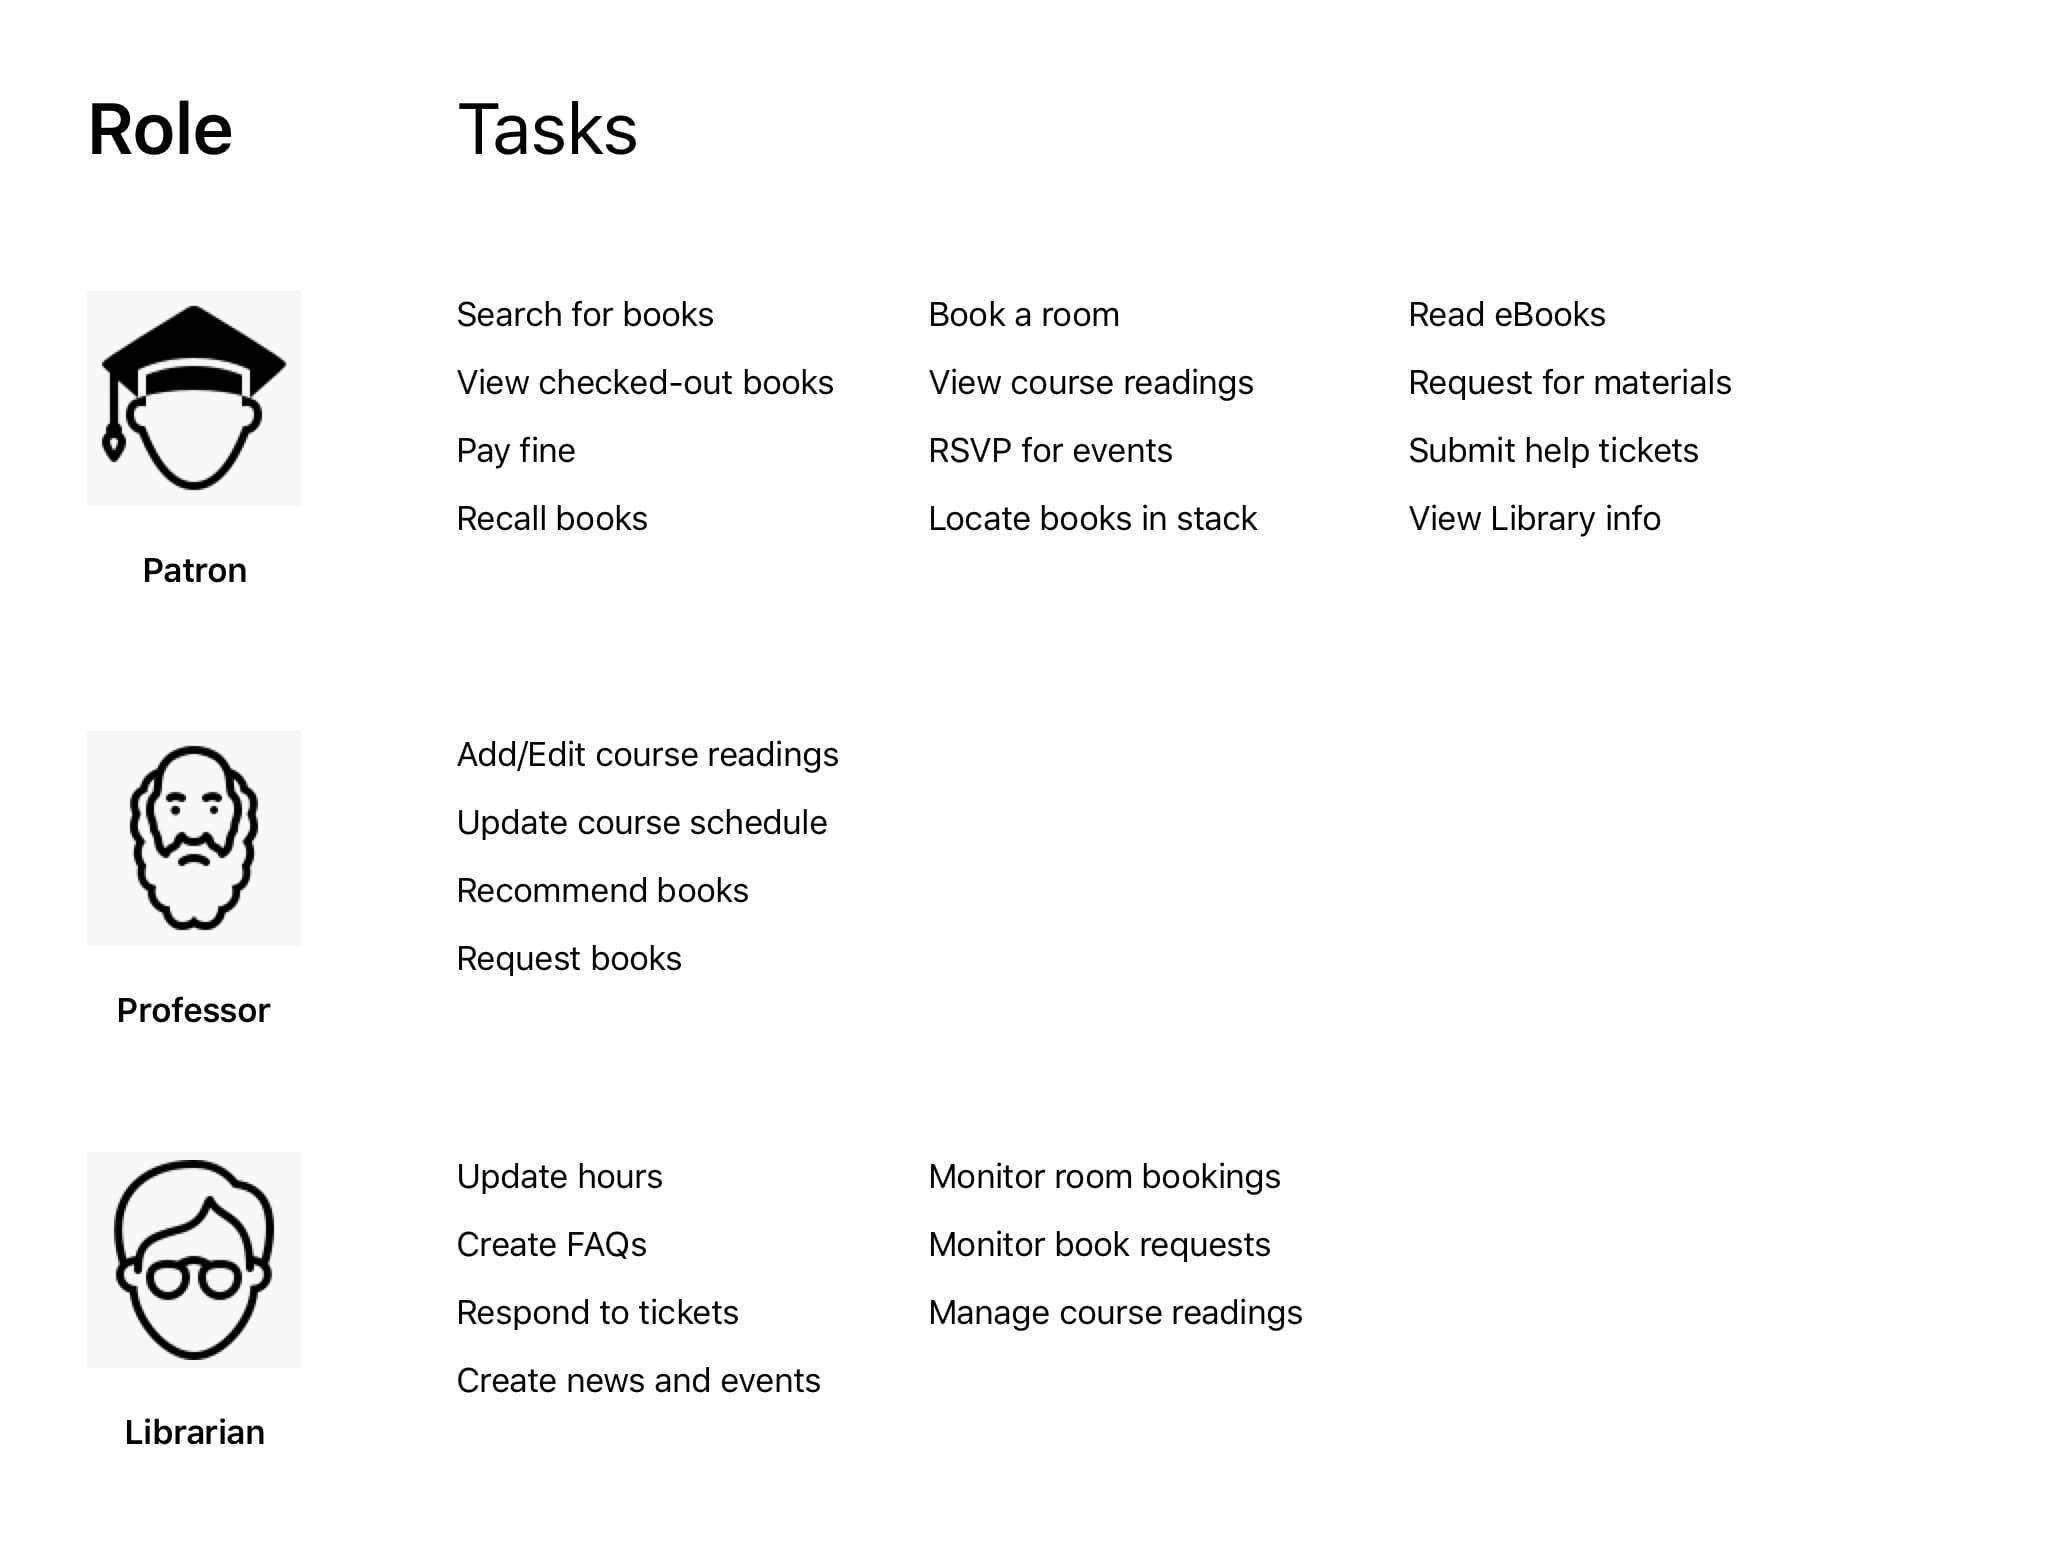 Role
Tasks
Search for books
View checked-out books
Pay fine
Recall books
Book a room
View course readings
RSVP for events
Locate books in stack
Read eBooks
Request for materials
Submit help tickets
View Library info
Patron
Add/Edit course readings
Update course schedule
Recommend books
Request books
Professor
Update hours
Create FAQs
Respond to tickets
Create news and events
Monitor room bookings
Monitor book requests
Manage course readings
Librarian